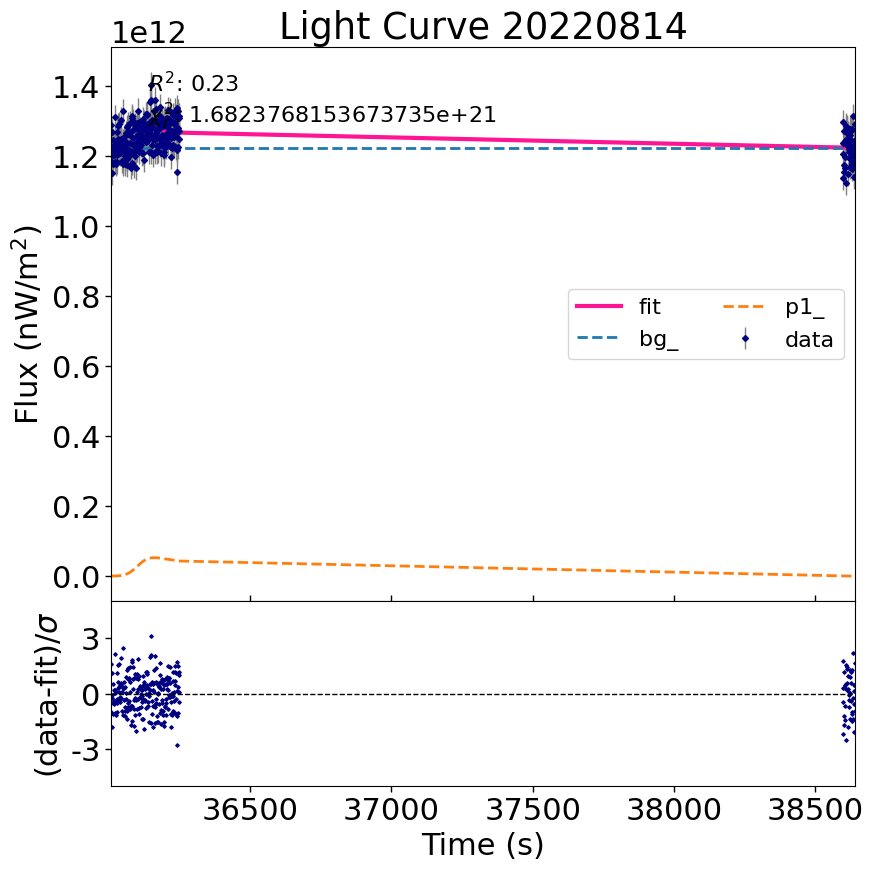 Light Curve 20220814
1e12
R²: 0.23
χ²: 1.6823768153673735e+21
1.4
1.2
1.0
0.8
0.6
0.4
0.2
0.0
Flux (nW/m²)
fit
bg_
p1_
data
3
0
-3
(data-fit)/σ
36500 37000 37500 38000 38500
Time (s)